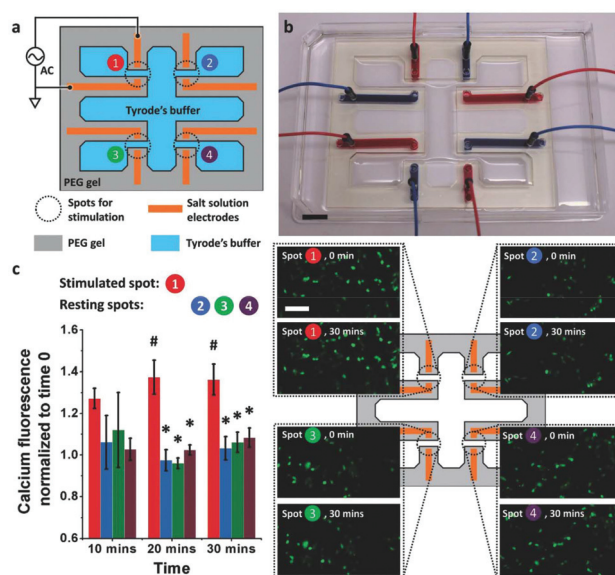 a
b
AC
1
2
Tyrode's buffer
3
4
PEG gel
Spots for
stimulation
Salt solution
electrodes
PEG gel
Tyrode's buffer
c
Stimulated spot: 1
Resting spots: 2 3 4
Calcium fluorescence
normalized to time 0
1.6
1.4
1.2
1.0
0.8
0.6
#
#
* * *
* * *
10 mins
20 mins
30 mins
Time
Spot 1 , 0 min
Spot 2 , 0 min
Spot 1 , 30 mins
Spot 2 , 30 mins
Spot 3 , 0 min
Spot 4 , 0 min
Spot 3 , 30 mins
Spot 4 , 30 mins